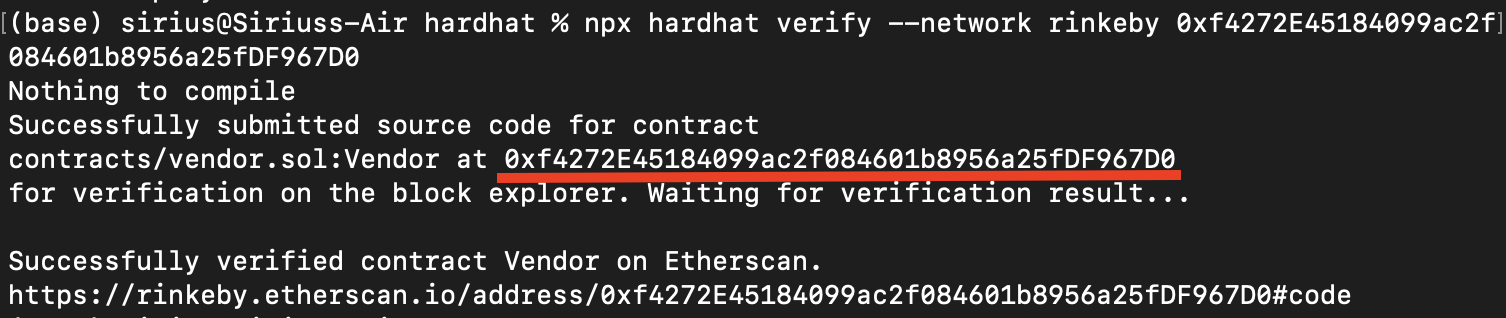 (base) sirius@Siriuss-Air hardhat % npx hardhat verify --network rinkeby 0xf4272E45184099ac2f
084601b8956a25fDF967D0
Nothing to compile
Successfully submitted source code for contract
contracts/vendor.sol:Vendor at 0xf4272E45184099ac2f084601b8956a25fDF967D0
for verification on the block explorer. Waiting for verification result...
Successfully verified contract Vendor on Etherscan.
https://rinkeby.etherscan.io/address/0xf4272E45184099ac2f084601b8956a25fDF967D0#code